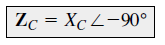 Z_C = X_C ∠−90°